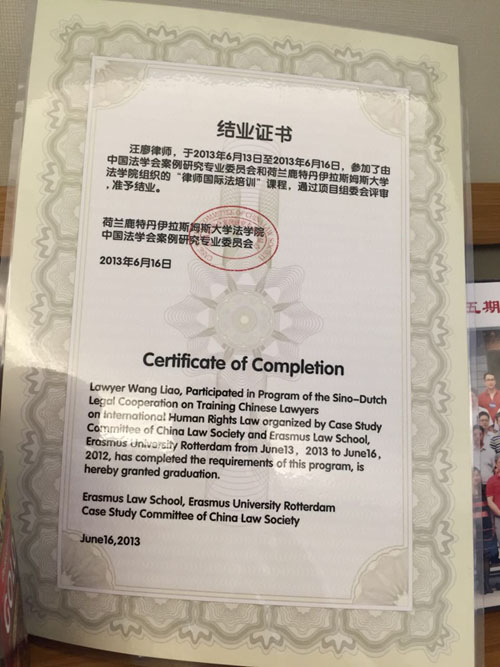 结业证书
汪廖律师，于2013年6月13日至2013年6月16日，参加了由
中国法学会案例研究专业委员会和荷兰鹿特丹伊拉斯姆斯大学
法学院组织的“律师国际法培训”课程，通过项目组委会评审
，准予结业。
荷兰鹿特丹伊拉斯姆斯大学法学院
中国法学会案例研究专业委员会
2013年6月16日
Certificate of Completion
Lawyer Wang Liao, Participated in Program of the Sino-Dutch
Legal Cooperation on Training Chinese Lawyers
on International Human Rights Law organized by Case Study
Committee of China Law Society and Erasmus Law School,
Erasmus University Rotterdam from June13, 2013 to June16,
2012, has completed the requirements of this program, is
hereby granted graduation.
Erasmus Law School, Erasmus University Rotterdam
Case Study Committee of China Law Society
June16,2013
五期